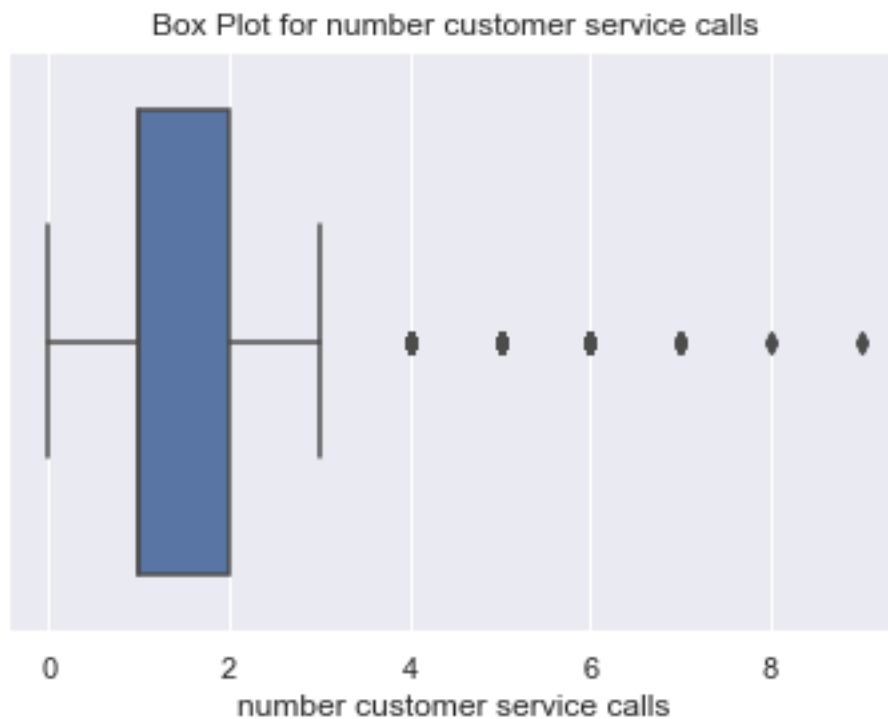 Box Plot for number customer service calls
0 2 4 6 8
number customer service calls